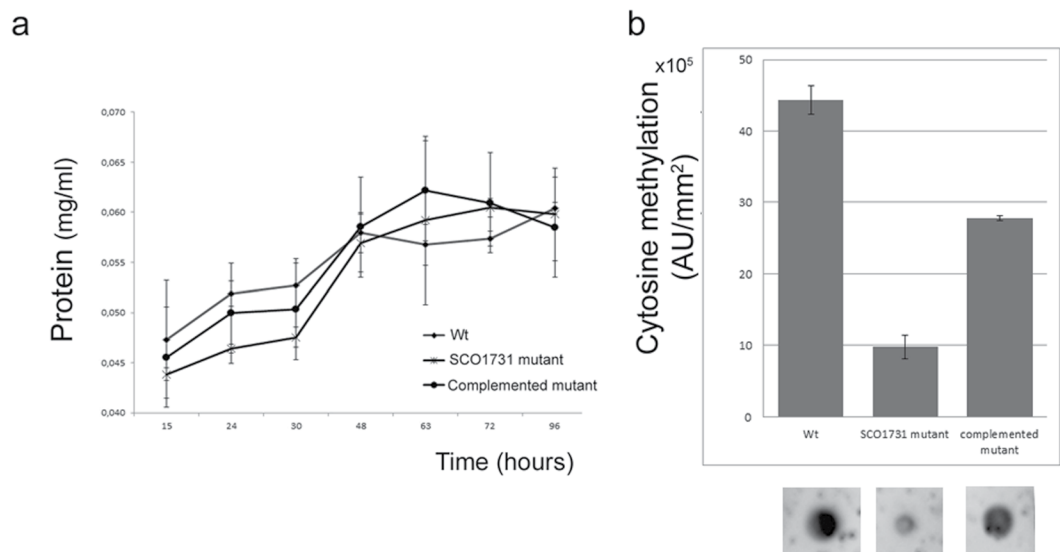 a
Protein (mg/ml)
0,070
0,065
0,060
0,055
0,050
0,045
0,040
15 24 30 48 63 72 96
Time (hours)
Wt
SCO1731 mutant
Complemented mutant
b
Cytosine methylation
(AU/mm²)
x10⁵
50
40
30
20
10
0
Wt SCO1731 mutant complemented
mutant